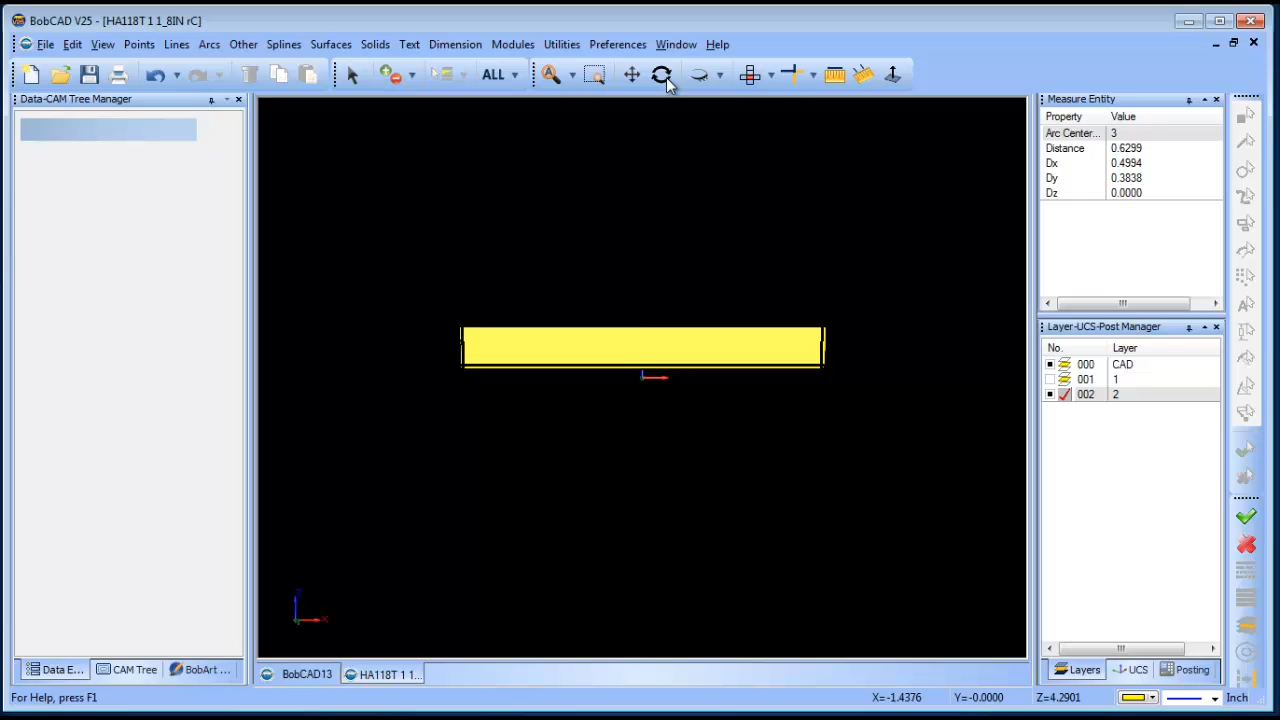 BobCAD V25 - [HA118T 1 1_8IN rC]
File Edit View Points Lines Arcs Other Splines Surfaces Solids Text Dimension Modules Utilities Preferences Window Help
ALL
Data-CAM Tree Manager
Measure Entity
Property Value
Arc Center... 3
Distance 0.6299
Dx 0.4994
Dy 0.3838
Dz 0.0000
Layer-UCS-Post Manager
No. Layer
000 CAD
001 1
002 2
X
Data E... CAM Tree BobArt ...
BobCAD13 HA118T 1 1...
Layers UCS Posting
For Help, press F1
X=-1.4376 Y=-0.0000 Z=4.2901 Inch